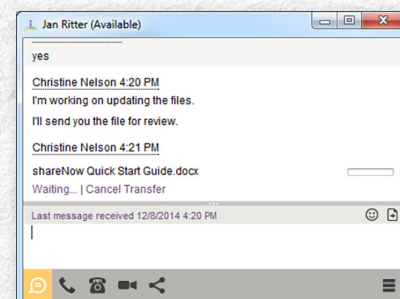 Jan Ritter (Available)
yes
Christine Nelson 4:20 PM
I'm working on updating the files.
I'll send you the file for review.
Christine Nelson 4:21 PM
shareNow Quick Start Guide.docx
Waiting... | Cancel Transfer
Last message received 12/8/2014 4:20 PM